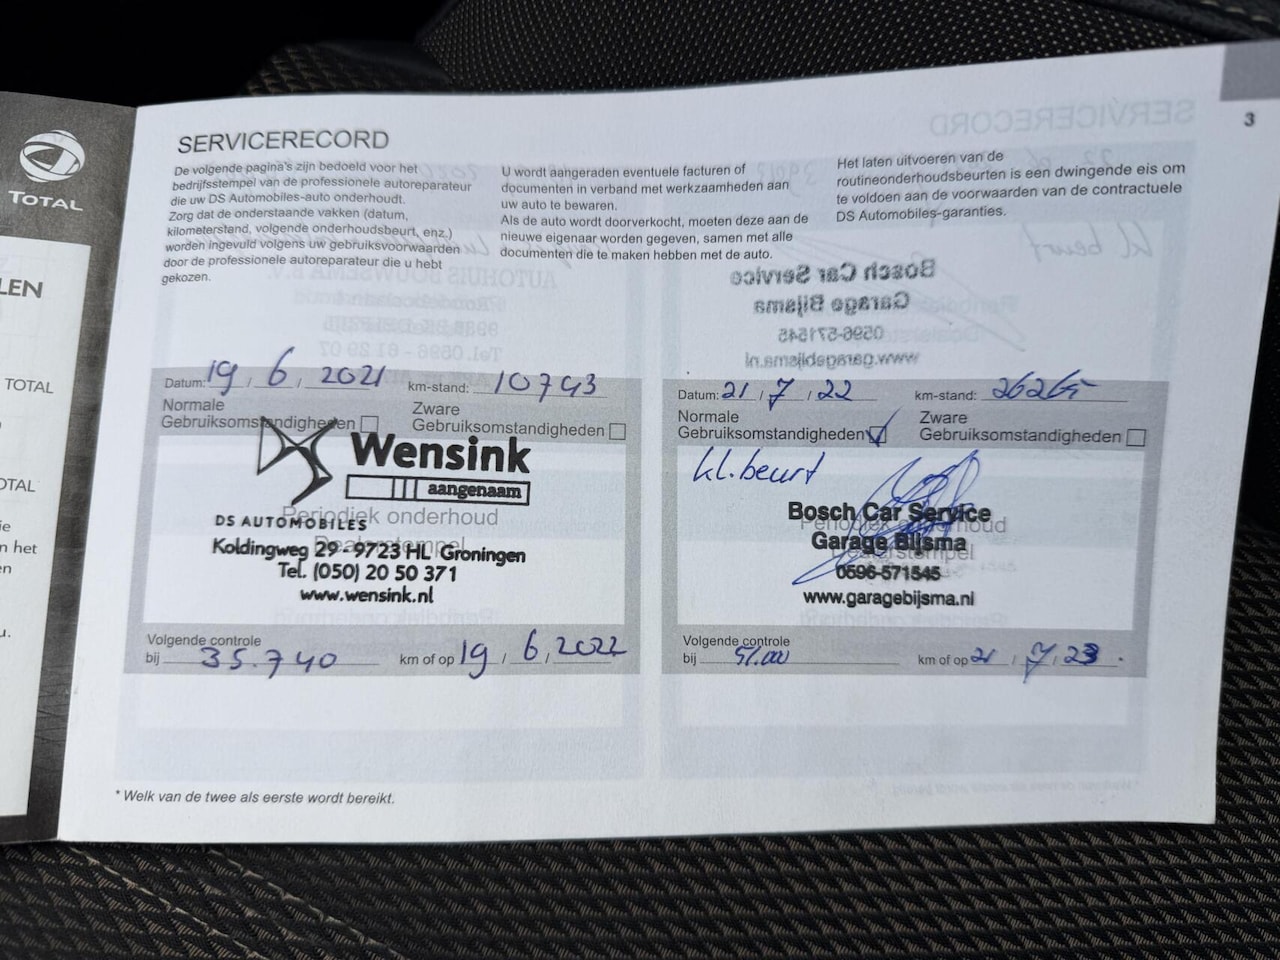 TOTAL
LEN
TOTAL
OTAL
ie
n het
en
u.
3
SERVICERECORD
De volgende pagina's zijn bedoeld voor het
bedrijfsstempel van de professionele autoreparateur
die uw DS Automobiles-auto onderhoudt.
Zorg dat de onderstaande vakken (datum,
kilometerstand, volgende onderhoudsbeurt, enz.)
worden ingevuld volgens uw gebruiksvoorwaarden
door de professionele autoreparateur die u hebt
gekozen.
U wordt aangeraden eventuele facturen of
documenten in verband met werkzaamheden aan
uw auto te bewaren.
Als de auto wordt doorverkocht, moeten deze aan de
nieuwe eigenaar worden gegeven, samen met alle
documenten die te maken hebben met de auto.
Het laten uitvoeren van de
routineonderhoudsbeurten is een dwingende eis om
te voldoen aan de voorwaarden van de contractuele
DS Automobiles-garanties.
Datum: 19 / 6 / 2021 km-stand: 10743
Normale
Gebruiksomstandigheden
Zware
Gebruiksomstandigheden
Wensink
aangenaam
Periodiek onderhoud
DS AUTOMOBILES
Dealerstempel
Koldingweg 29 - 9723 HL Groningen
Tel. (050) 20 50 371
www.wensink.nl
Volgende controle
bij 35.740 km of op 19 / 6 / 2022
Datum: 21 / 7 / 22 km-stand: 26265
Normale
Gebruiksomstandigheden
Zware
Gebruiksomstandigheden
kl. beurt
Bosch Car Service
Periodiek onderhoud
Garage Bijsma
Dealerstempel
0596-571545
www.garagebijsma.nl
Volgende controle
bij 51.000 km of op 21 / 7 / 23
* Welk van de twee als eerste wordt bereikt.